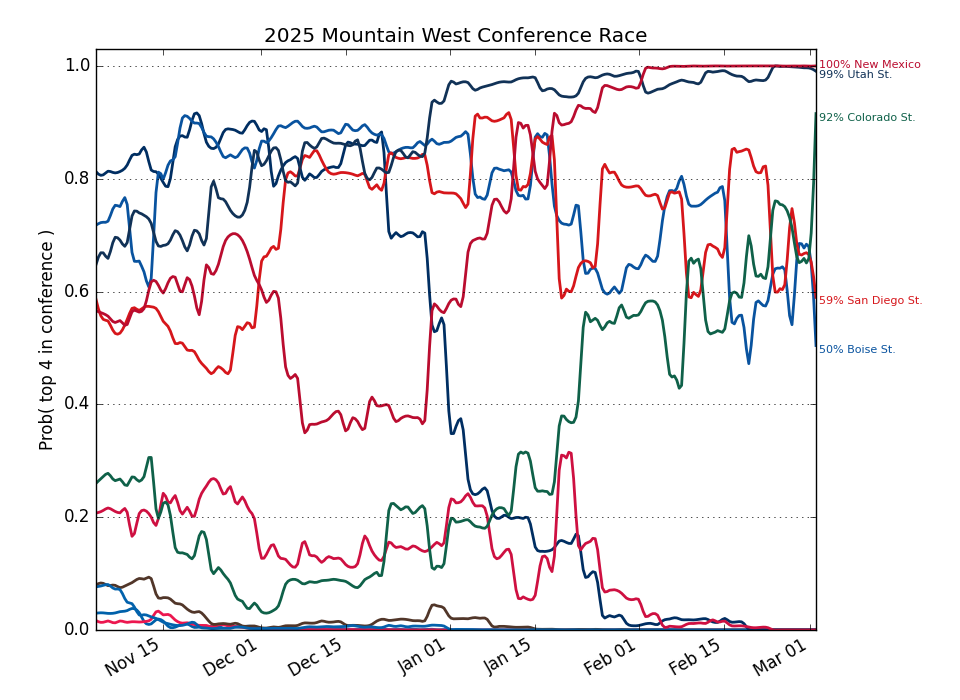 2025 Mountain West Conference Race
1.0
0.8
0.6
0.4
0.2
0.0
Prob( top 4 in conference )
Nov 15
Dec 01
Dec 15
Jan 01
Jan 15
Feb 01
Feb 15
Mar 01
100% New Mexico
99% Utah St.
92% Colorado St.
59% San Diego St.
50% Boise St.